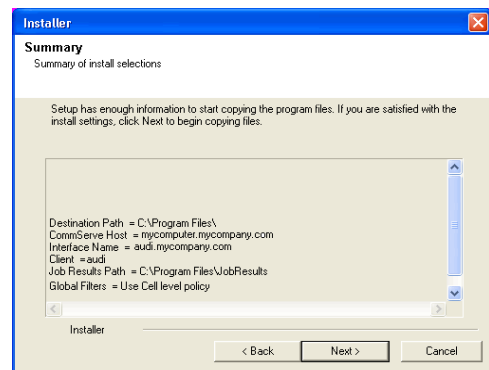 Installer
Summary
Summary of install selections
Setup has enough information to start copying the program files. If you are satisfied with the
install settings, click Next to begin copying files.
Destination Path = C:\Program Files\
CommServe Host = mycomputer.mycompany.com
Interface Name = audi.mycompany.com
Client =audi
Job Results Path = C:\Program Files\JobResults
Global Filters = Use Cell level policy
Installer
< Back Next > Cancel